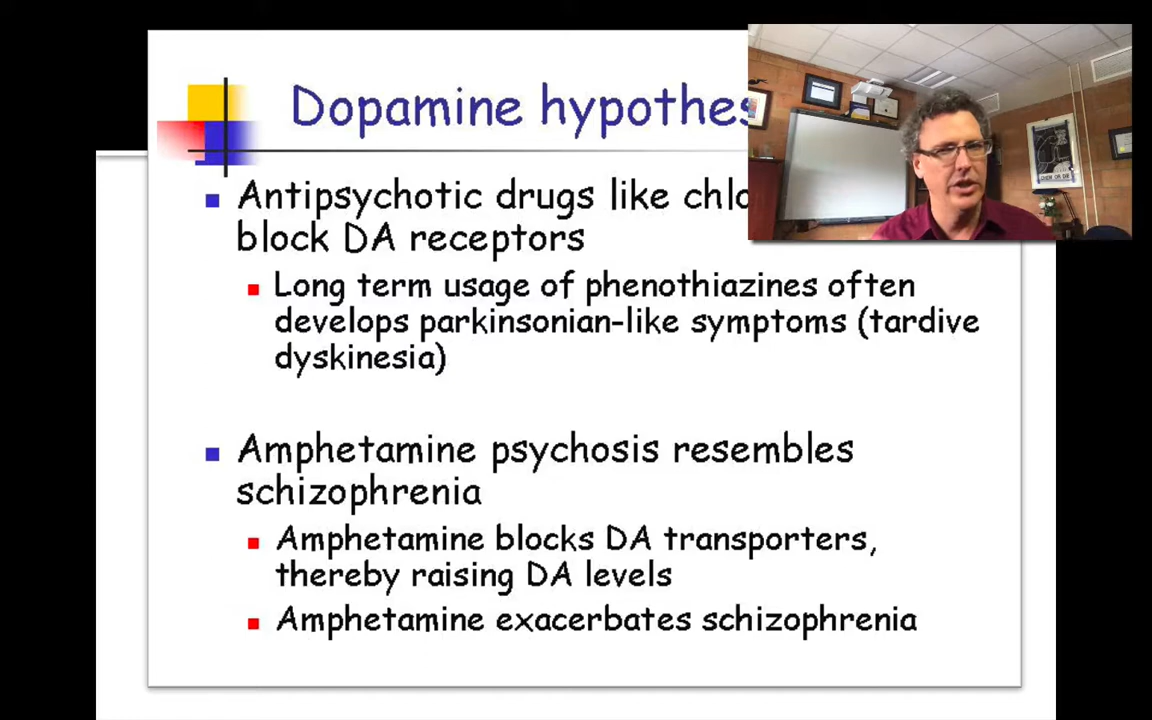 Dopamine hypothes
Antipsychotic drugs like chlo
block DA receptors
Long term usage of phenothiazines often
develops parkinsonian-like symptoms (tardive
dyskinesia)
Amphetamine psychosis resembles
schizophrenia
Amphetamine blocks DA transporters,
thereby raising DA levels
Amphetamine exacerbates schizophrenia